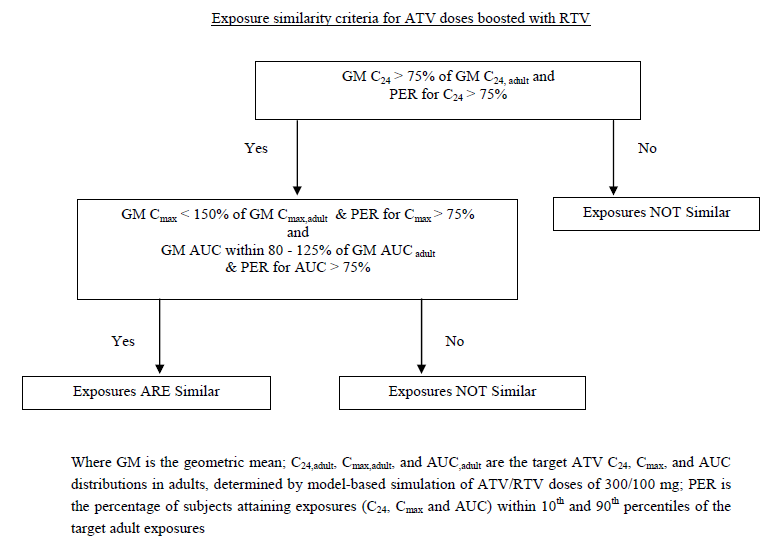 Exposure similarity criteria for ATV doses boosted with RTV
GM C24 > 75% of GM C24, adult and
PER for C24 > 75%
Yes
No
GM Cmax < 150% of GM Cmax,adult & PER for Cmax > 75%
and
GM AUC within 80 - 125% of GM AUC adult
& PER for AUC > 75%
Exposures NOT Similar
Yes
No
Exposures ARE Similar
Exposures NOT Similar
Where GM is the geometric mean; C24,adult, Cmax,adult, and AUC,adult are the target ATV C24, Cmax, and AUC
distributions in adults, determined by model-based simulation of ATV/RTV doses of 300/100 mg; PER is
the percentage of subjects attaining exposures (C24, Cmax and AUC) within 10th and 90th percentiles of the
target adult exposures